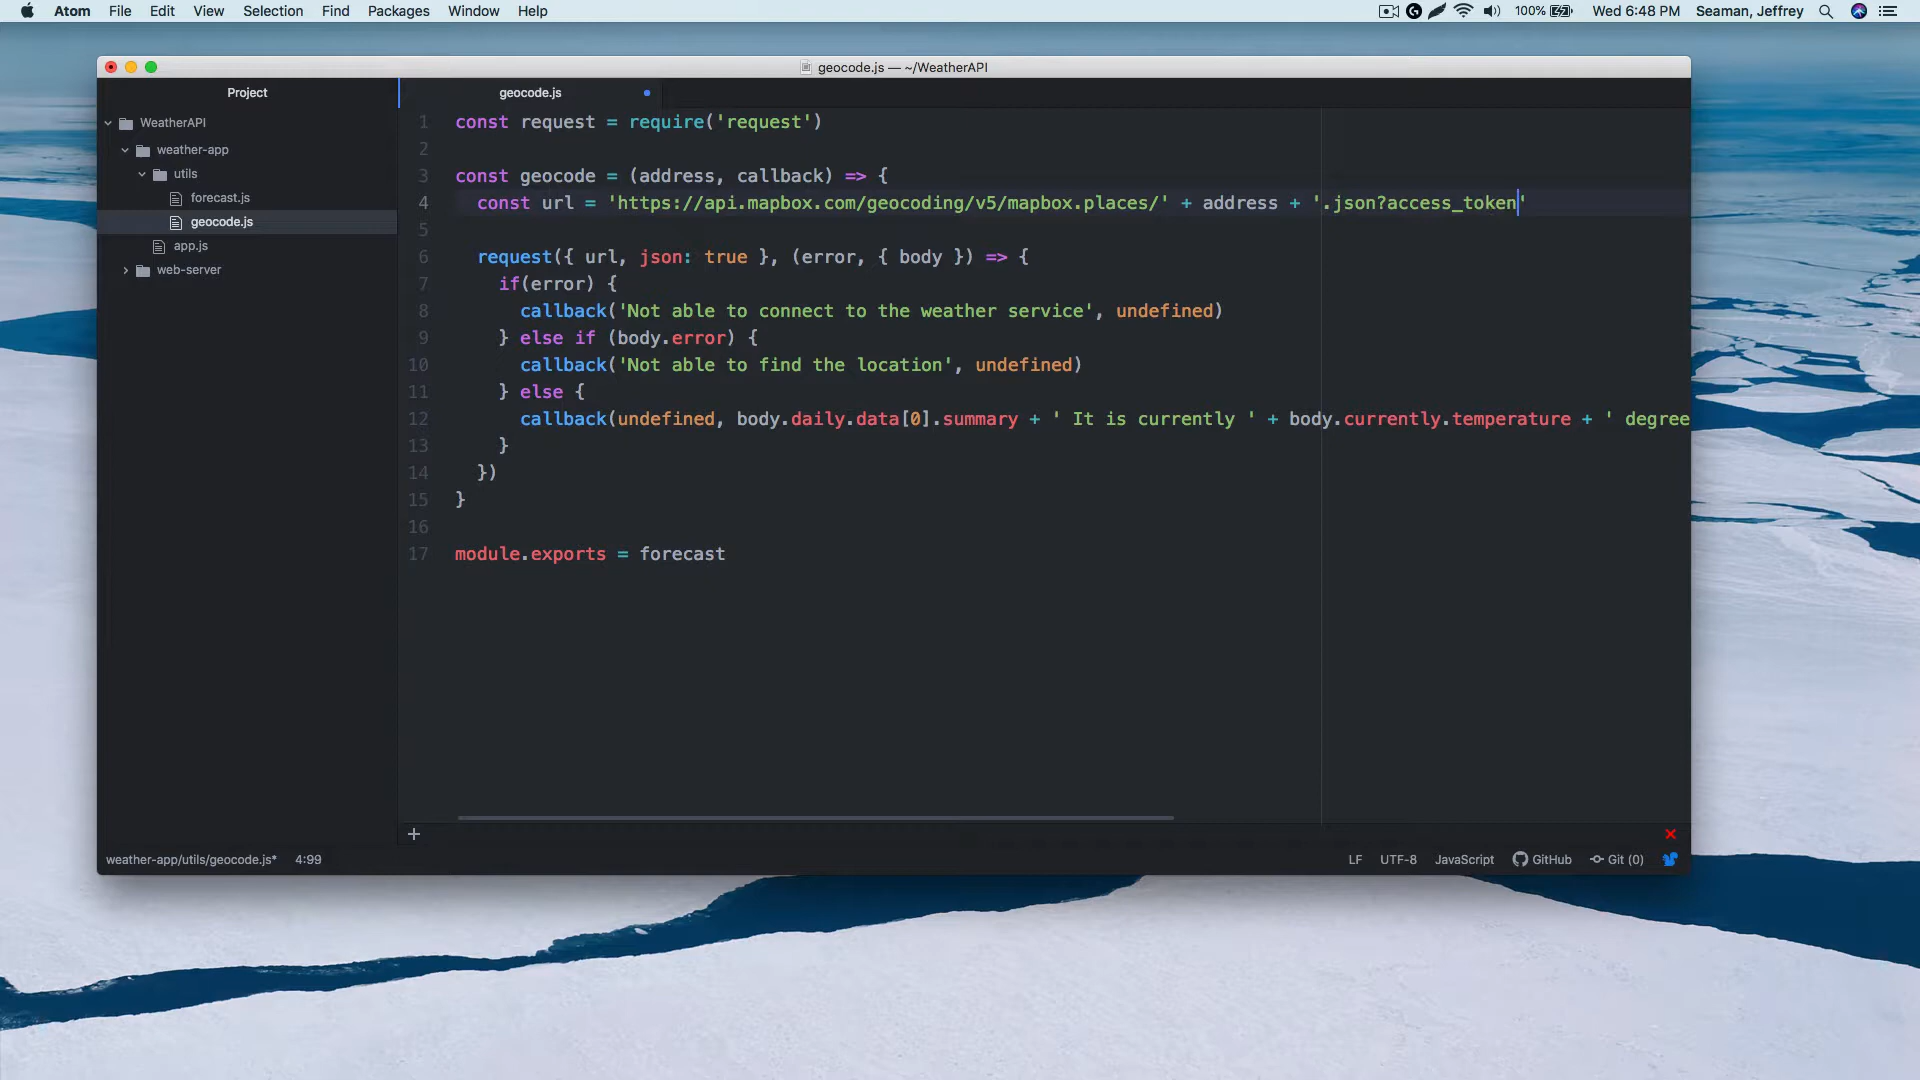 Atom File Edit View Selection Find Packages Window Help 100% Wed 6:48 PM Seaman, Jeffrey
geocode.js — ~/WeatherAPI
Project
geocode.js
WeatherAPI
weather-app
utils
forecast.js
geocode.js
app.js
web-server
1 const request = require('request')
2
3 const geocode = (address, callback) => {
4 const url = 'https://api.mapbox.com/geocoding/v5/mapbox.places/' + address + '.json?access_token'
5
6 request({ url, json: true }, (error, { body }) => {
7 if(error) {
8 callback('Not able to connect to the weather service', undefined)
9 } else if (body.error) {
10 callback('Not able to find the location', undefined)
11 } else {
12 callback(undefined, body.daily.data[0].summary + ' It is currently ' + body.currently.temperature + ' degree
13 }
14 })
15 }
16
17 module.exports = forecast
weather-app/utils/geocode.js* 4:99 LF UTF-8 JavaScript GitHub Git (0)